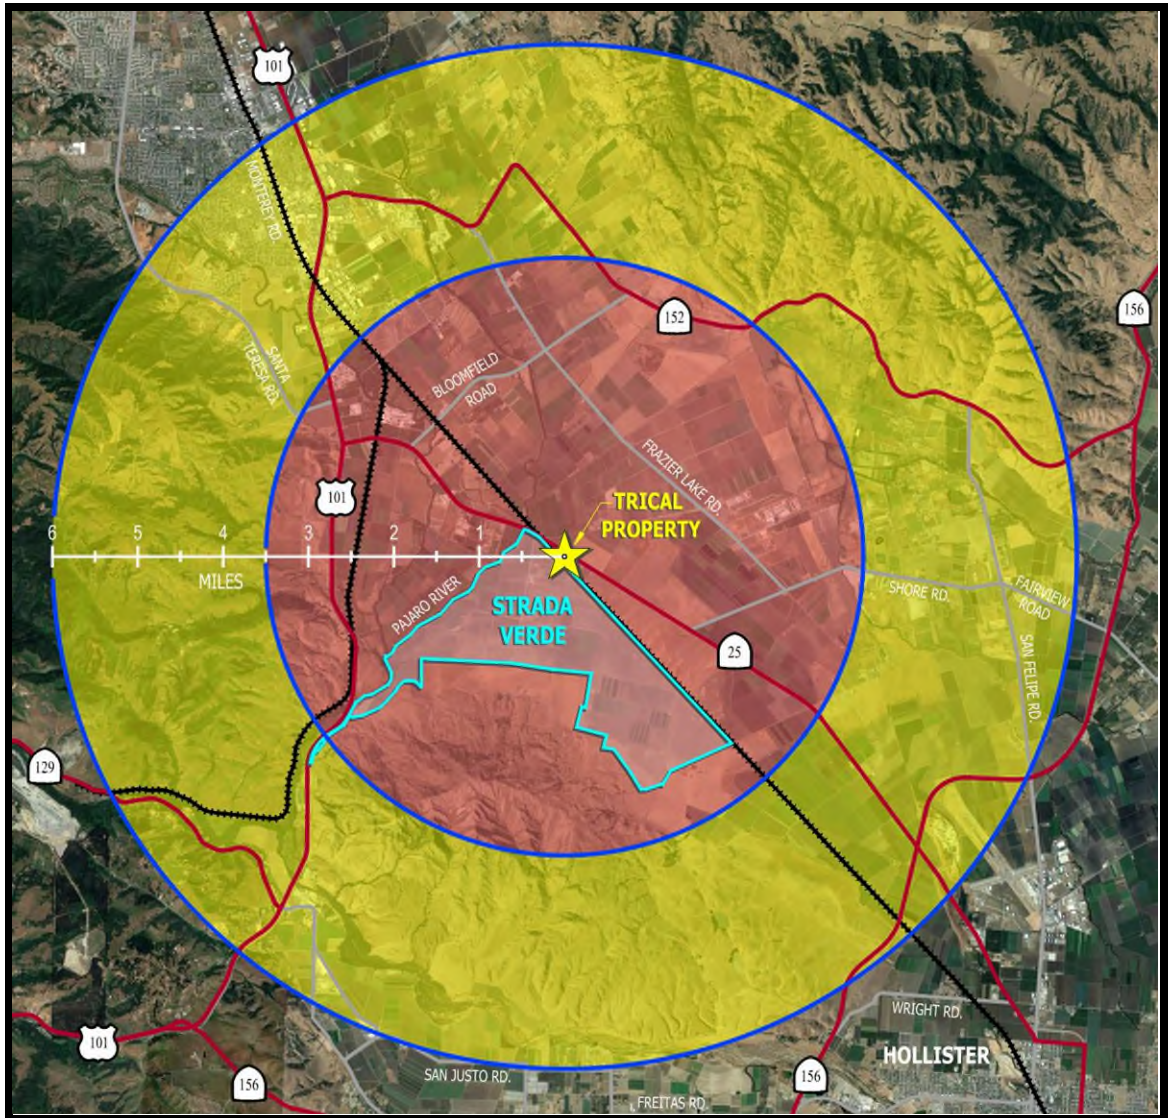 101
MONTEREY RD.
152
156
SANTA
TERESA RD.
BLOOMFIELD
ROAD
FRAZIER LAKE RD.
101
TRICAL
PROPERTY
6 5 4 3 2 1
MILES
PAJARO RIVER
STRADA
VERDE
SHORE RD.
FAIRVIEW
ROAD
25
SAN FELIPE RD.
129
WRIGHT RD.
HOLLISTER
101
156
SAN JUSTO RD.
156
FREITAS RD.